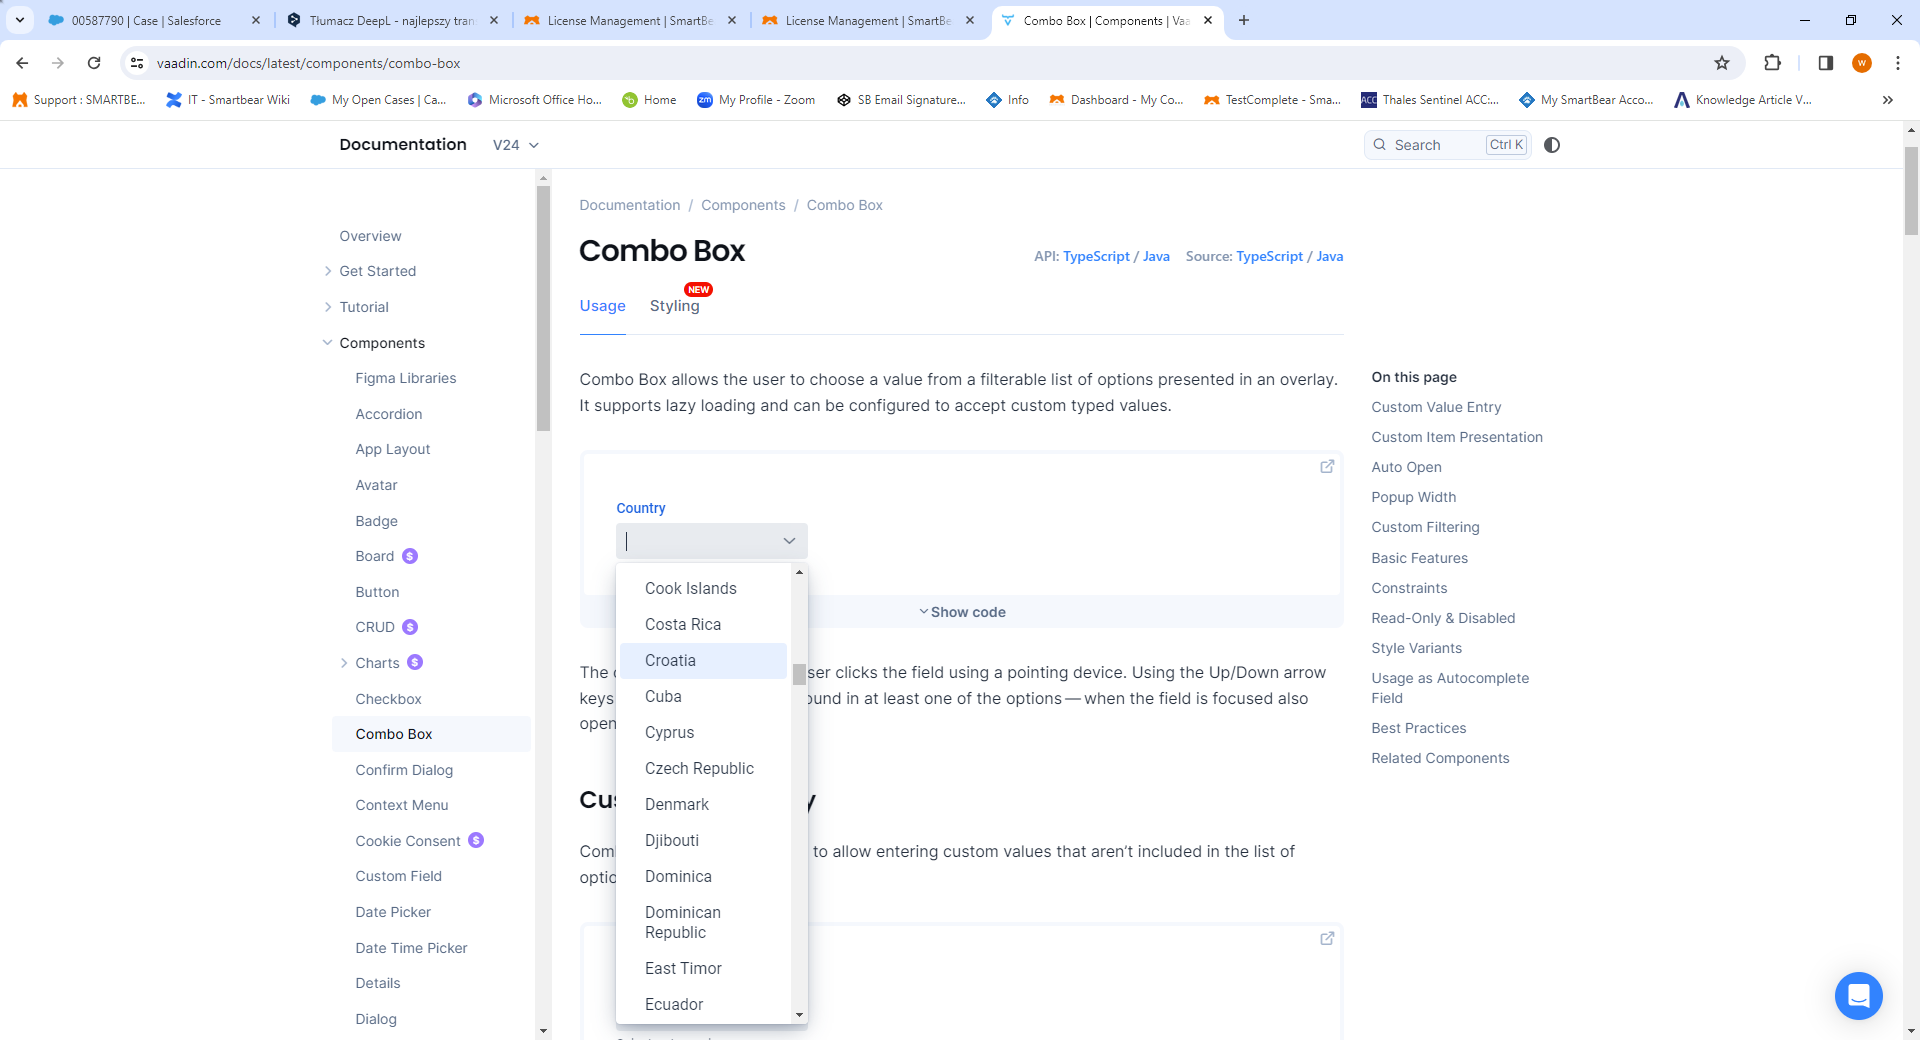 00587790 | Case | Salesforce
Tłumacz DeepL - najlepszy tran
License Management | SmartBe
License Management | SmartBe
Combo Box | Components | Vaa
vaadin.com/docs/latest/components/combo-box
W
Support : SMARTBE...
IT - Smartbear Wiki
My Open Cases | Ca...
Microsoft Office Ho...
Home
zm
My Profile - Zoom
SB Email Signature...
Info
Dashboard - My Co...
TestComplete - Sma...
ACC
Thales Sentinel ACC:...
My SmartBear Acco...
Knowledge Article V...
Documentation
V24
Search
Ctrl K
Overview
Get Started
Tutorial
Components
Figma Libraries
Accordion
App Layout
Avatar
Badge
Board $
Button
CRUD $
Charts $
Checkbox
Combo Box
Confirm Dialog
Context Menu
Cookie Consent $
Custom Field
Date Picker
Date Time Picker
Details
Dialog
Documentation / Components / Combo Box
Combo Box
API: TypeScript / Java Source: TypeScript / Java
Usage
Styling
NEW
Combo Box allows the user to choose a value from a filterable list of options presented in an overlay.
It supports lazy loading and can be configured to accept custom typed values.
Country
Cook Islands
Costa Rica
Croatia
Cuba
Cyprus
Czech Republic
Denmark
Djibouti
Dominica
Dominican
Republic
East Timor
Ecuador
Show code
The ser clicks the field using a pointing device. Using the Up/Down arrow
keys ound in at least one of the options — when the field is focused also
open
Cus y
Com to allow entering custom values that aren't included in the list of
optio
On this page
Custom Value Entry
Custom Item Presentation
Auto Open
Popup Width
Custom Filtering
Basic Features
Constraints
Read-Only & Disabled
Style Variants
Usage as Autocomplete
Field
Best Practices
Related Components